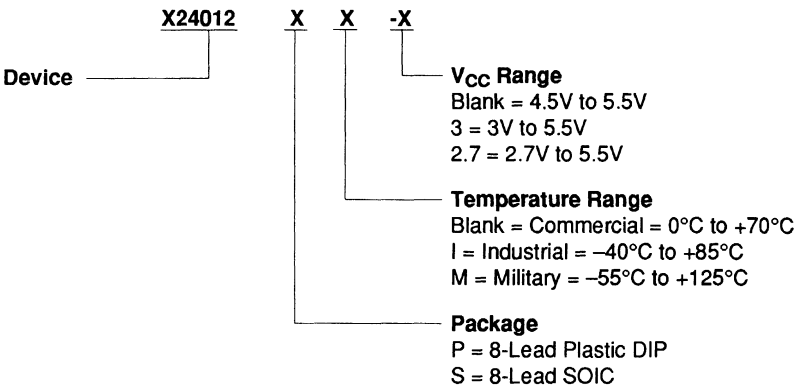 X24012 X X -X
Device
VCC Range
Blank = 4.5V to 5.5V
3 = 3V to 5.5V
2.7 = 2.7V to 5.5V
Temperature Range
Blank = Commercial = 0°C to +70°C
I = Industrial = –40°C to +85°C
M = Military = –55°C to +125°C
Package
P = 8-Lead Plastic DIP
S = 8-Lead SOIC